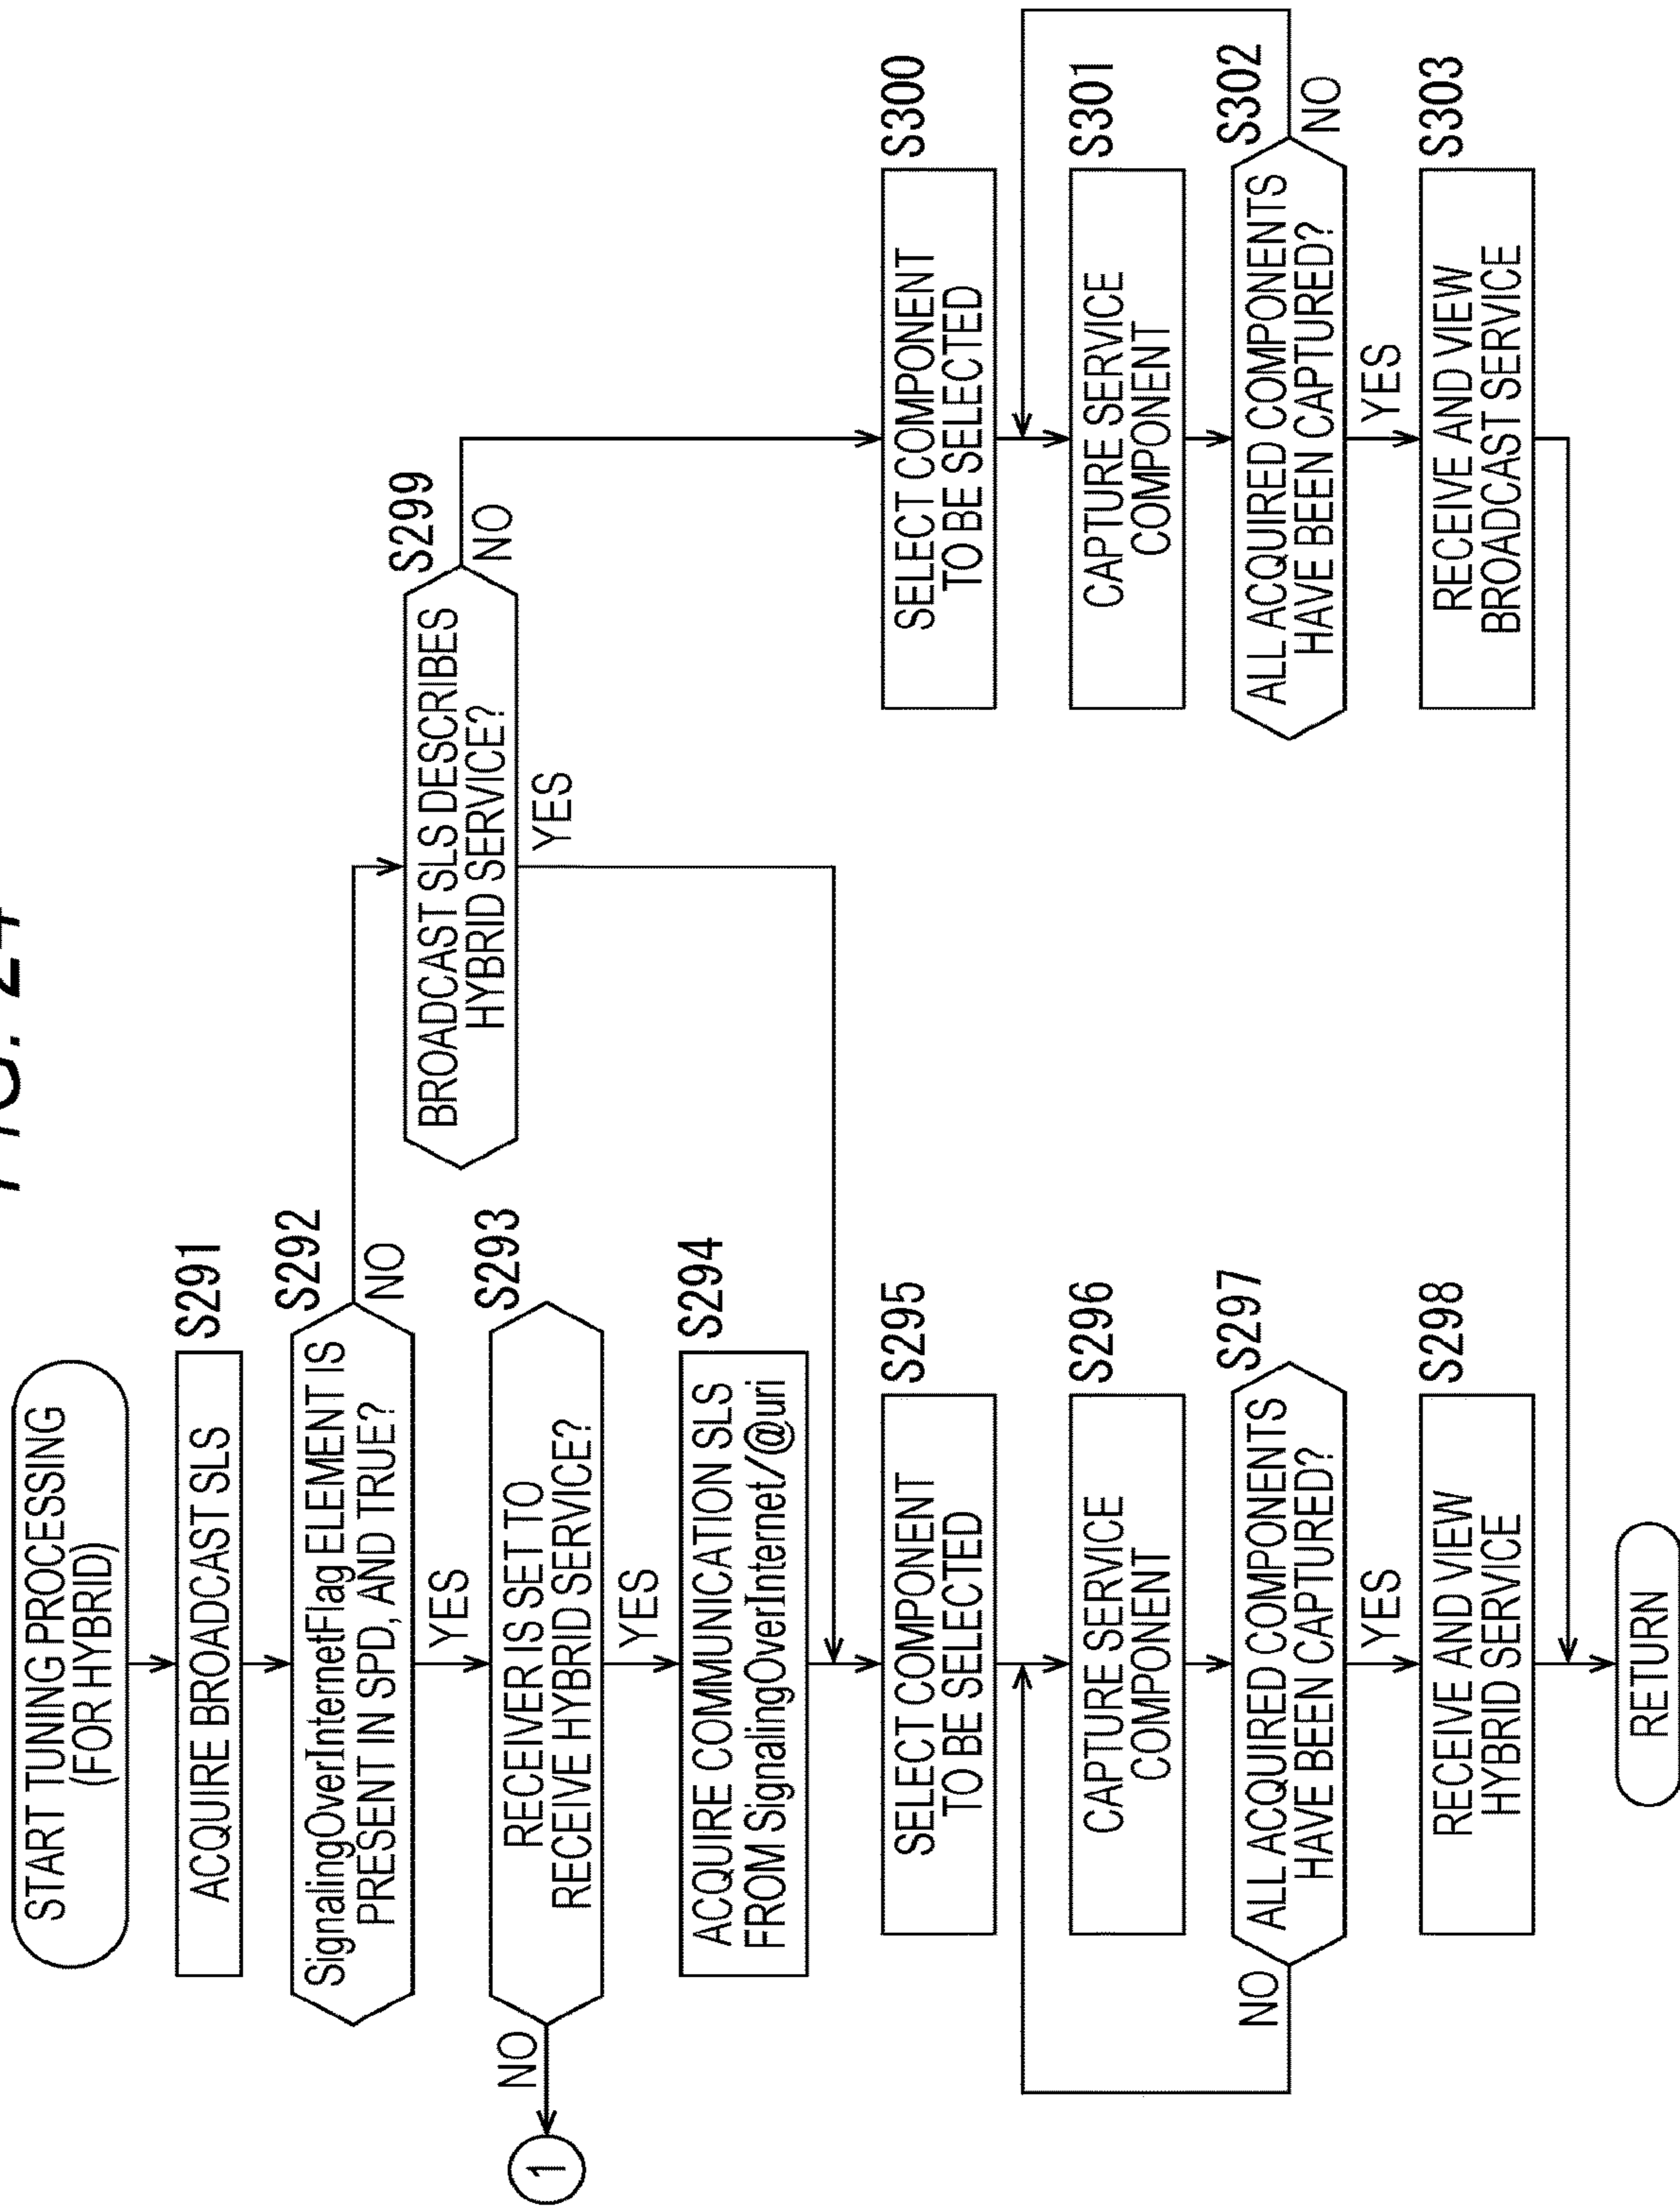 FIG. 24
START TUNING PROCESSING
(FOR HYBRID)
ACQUIRE BROADCAST SLS
S291
SignalingOverInternetFlag ELEMENT IS
PRESENT IN SPD, AND TRUE?
S292
NO
YES
RECEIVER IS SET TO
RECEIVE HYBRID SERVICE?
S293
NO
1
YES
ACQUIRE COMMUNICATION SLS
FROM SignalingOverInternet/@uri
S294
SELECT COMPONENT
TO BE SELECTED
S295
CAPTURE SERVICE
COMPONENT
S296
ALL ACQUIRED COMPONENTS
HAVE BEEN CAPTURED?
S297
NO
YES
RECEIVE AND VIEW
HYBRID SERVICE
S298
BROADCAST SLS DESCRIBES
HYBRID SERVICE?
S299
NO
YES
SELECT COMPONENT
TO BE SELECTED
S300
CAPTURE SERVICE
COMPONENT
S301
ALL ACQUIRED COMPONENTS
HAVE BEEN CAPTURED?
S302
NO
YES
RECEIVE AND VIEW
BROADCAST SERVICE
S303
RETURN